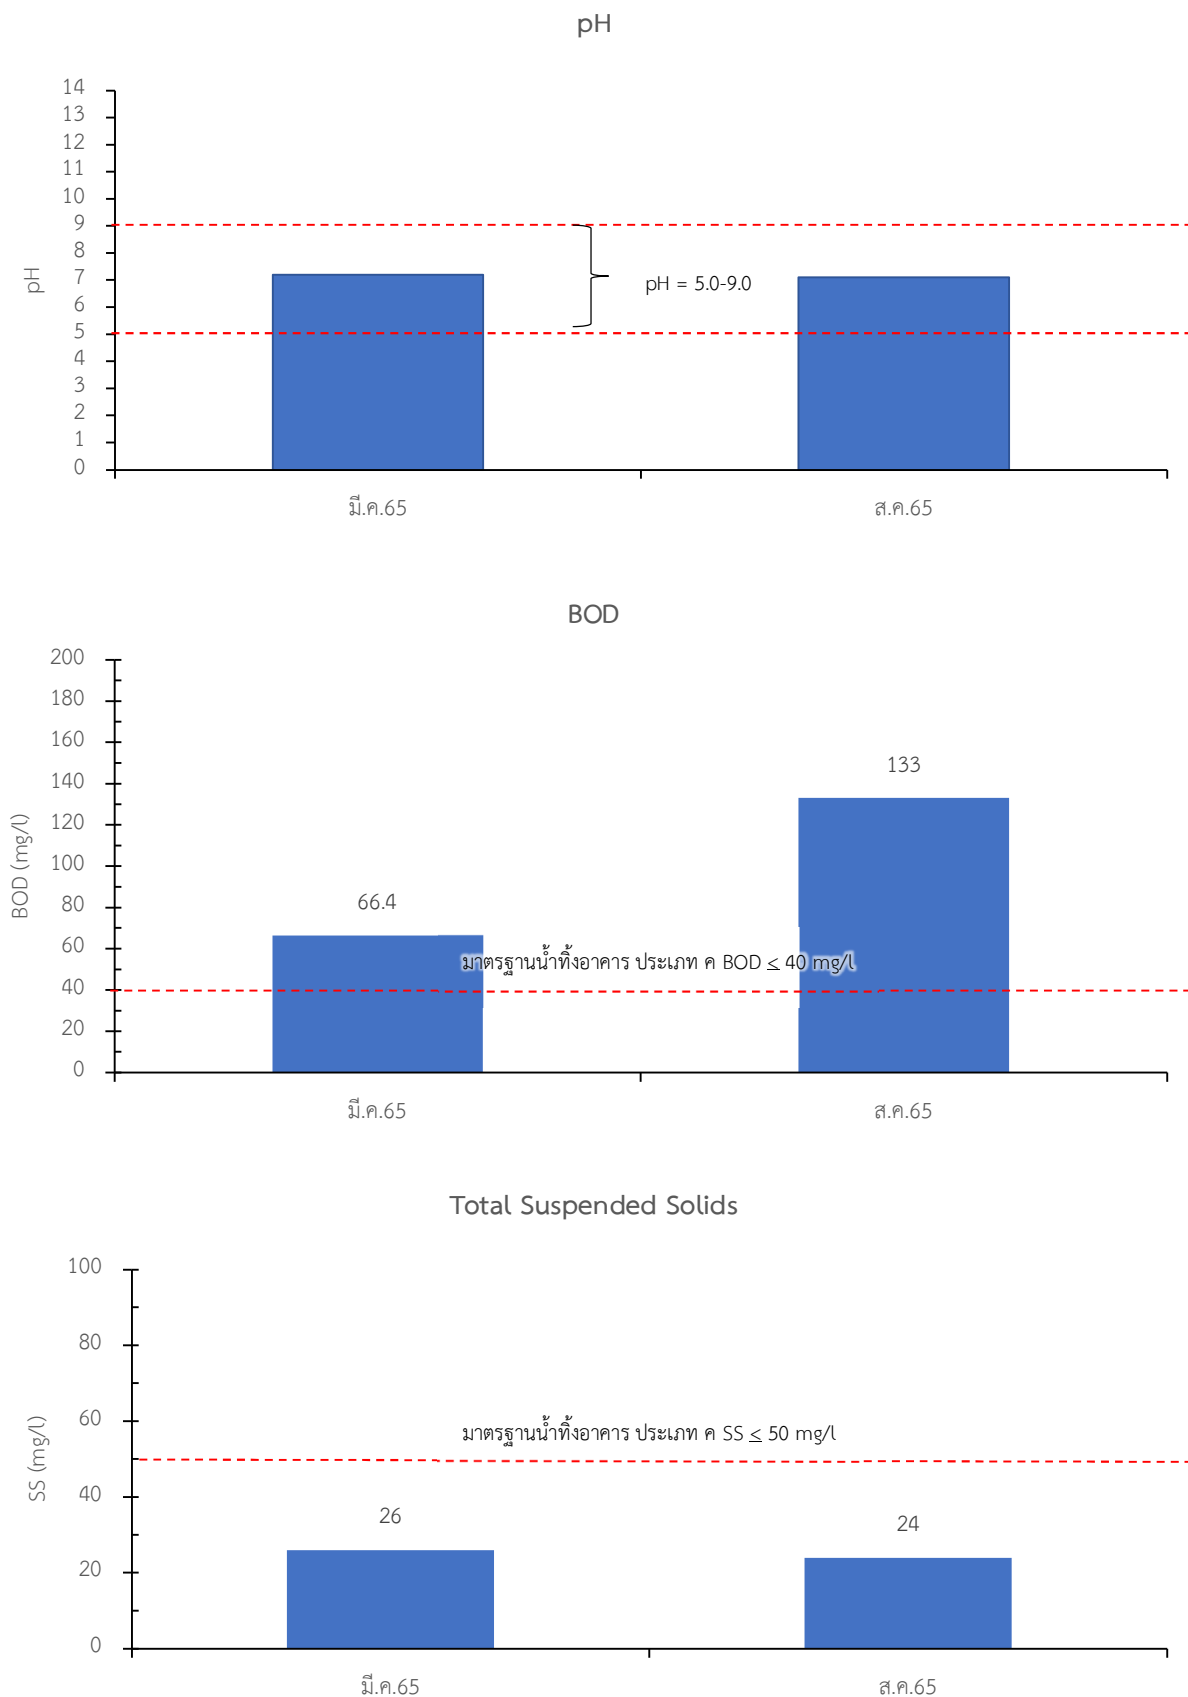 pH
14
13
12
11
10
9
8
7
6
5
4
3
2
1
0
pH
pH = 5.0-9.0
มี.ค.65
ส.ค.65
BOD
200
180
160
140
120
100
80
60
40
20
0
BOD (mg/l)
133
66.4
มาตรฐานน้ำทิ้งอาคาร ประเภท ค BOD ≤ 40 mg/l
มี.ค.65
ส.ค.65
Total Suspended Solids
100
80
60
40
20
0
SS (mg/l)
มาตรฐานน้ำทิ้งอาคาร ประเภท ค SS ≤ 50 mg/l
26
24
มี.ค.65
ส.ค.65